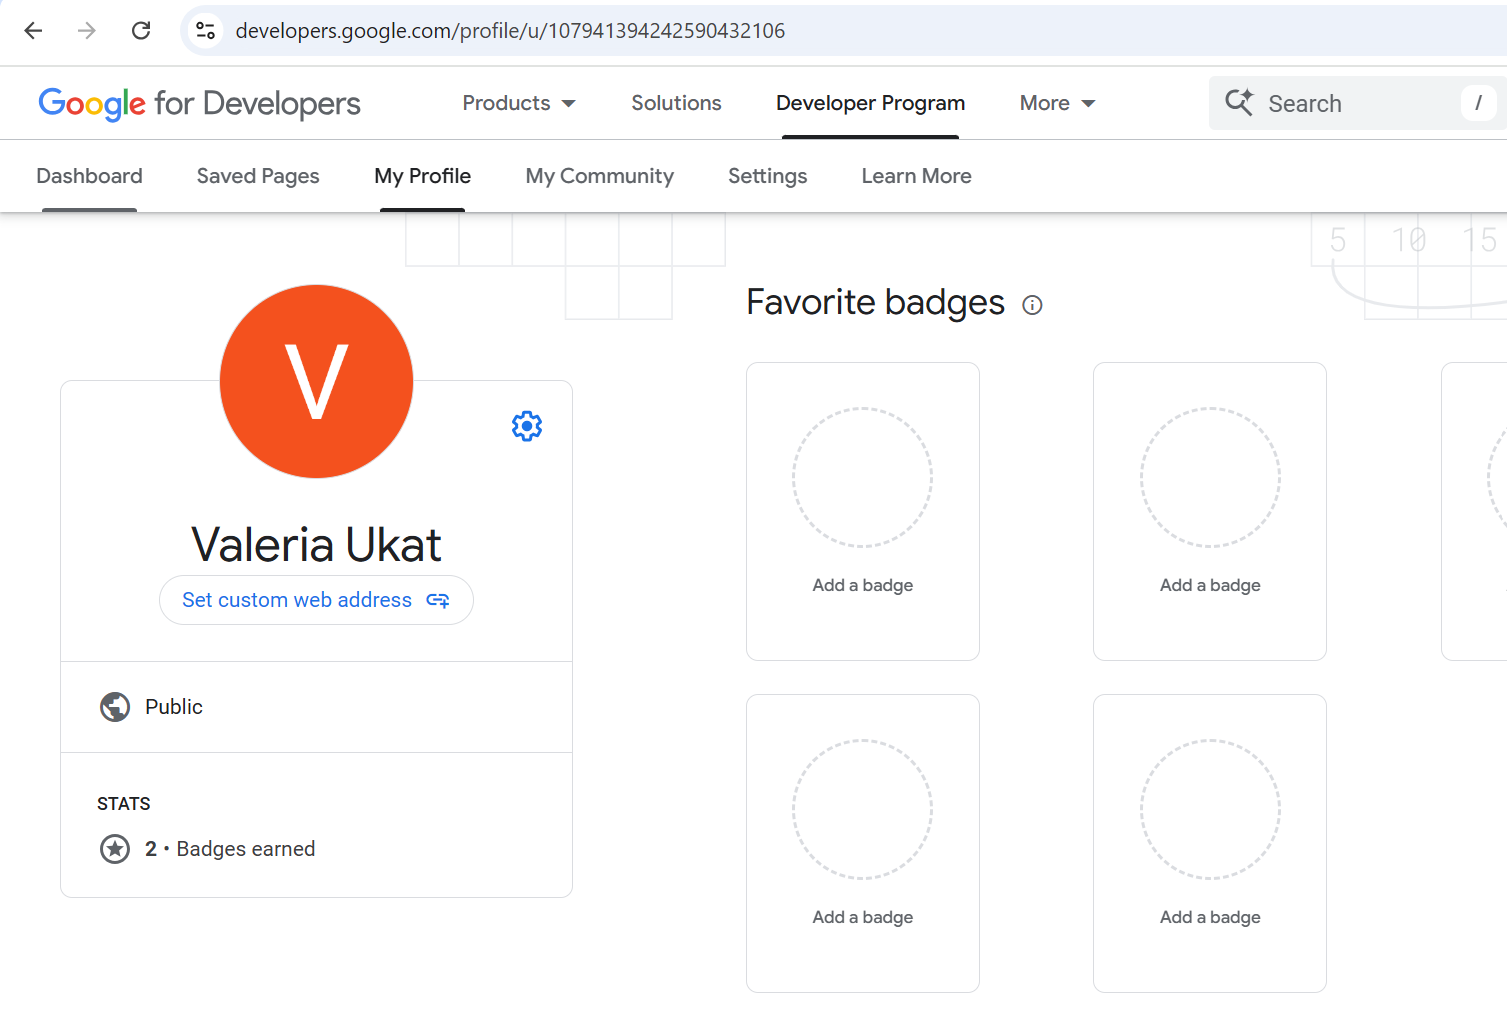 developers.google.com/profile/u/107941394242590432106
Google for Developers
Products
Solutions
Developer Program
More
Search
/
Dashboard
Saved Pages
My Profile
My Community
Settings
Learn More
5 10 15
V
Valeria Ukat
Set custom web address
Public
STATS
2 • Badges earned
Favorite badges
Add a badge
Add a badge
Add a badge
Add a badge